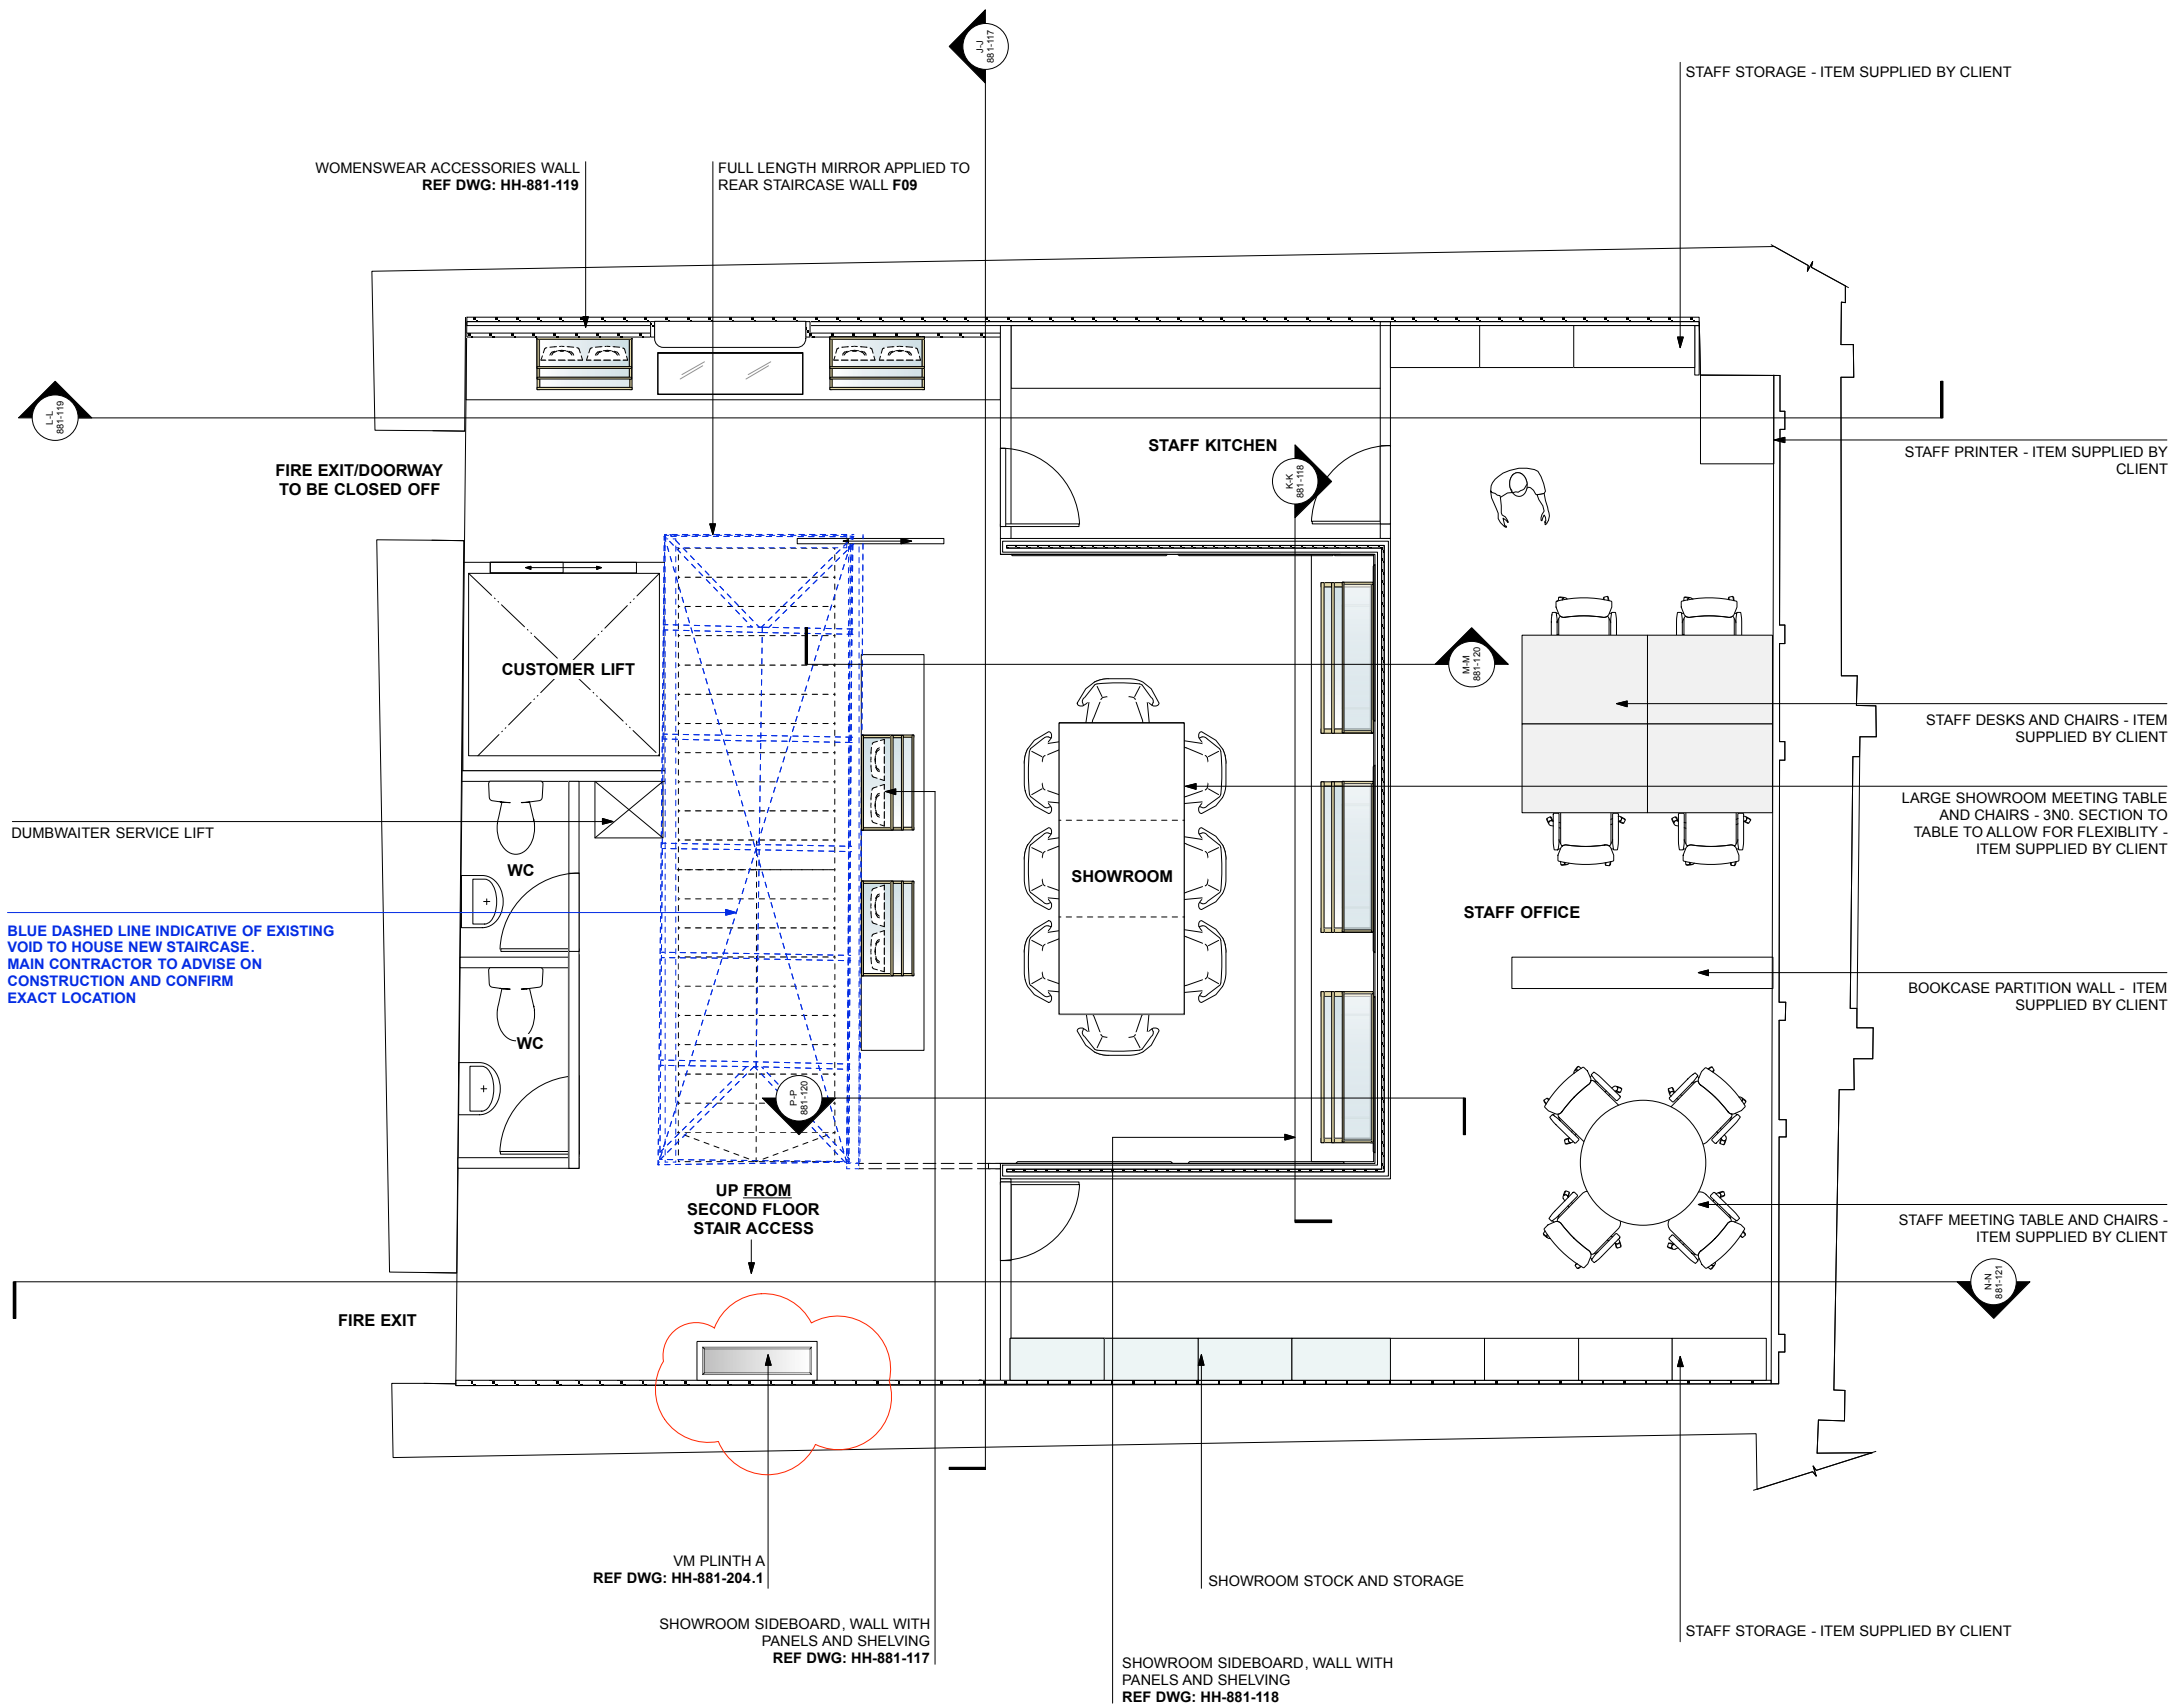 J-J
881-117
STAFF STORAGE - ITEM SUPPLIED BY CLIENT
WOMENSWEAR ACCESSORIES WALL
REF DWG: HH-881-119
FULL LENGTH MIRROR APPLIED TO
REAR STAIRCASE WALL F09
L-L
881-119
FIRE EXIT/DOORWAY
TO BE CLOSED OFF
STAFF KITCHEN
K-K
881-118
STAFF PRINTER - ITEM SUPPLIED BY
CLIENT
CUSTOMER LIFT
M-M
881-120
STAFF DESKS AND CHAIRS - ITEM
SUPPLIED BY CLIENT
LARGE SHOWROOM MEETING TABLE
AND CHAIRS - 3N0. SECTION TO
TABLE TO ALLOW FOR FLEXIBLITY -
ITEM SUPPLIED BY CLIENT
DUMBWAITER SERVICE LIFT
WC
SHOWROOM
STAFF OFFICE
BLUE DASHED LINE INDICATIVE OF EXISTING
VOID TO HOUSE NEW STAIRCASE.
MAIN CONTRACTOR TO ADVISE ON
CONSTRUCTION AND CONFIRM
EXACT LOCATION
BOOKCASE PARTITION WALL - ITEM
SUPPLIED BY CLIENT
WC
P-P
881-120
UP FROM
SECOND FLOOR
STAIR ACCESS
STAFF MEETING TABLE AND CHAIRS -
ITEM SUPPLIED BY CLIENT
N-N
881-121
FIRE EXIT
VM PLINTH A
REF DWG: HH-881-204.1
SHOWROOM STOCK AND STORAGE
SHOWROOM SIDEBOARD, WALL WITH
PANELS AND SHELVING
REF DWG: HH-881-117
STAFF STORAGE - ITEM SUPPLIED BY CLIENT
SHOWROOM SIDEBOARD, WALL WITH
PANELS AND SHELVING
REF DWG: HH-881-118